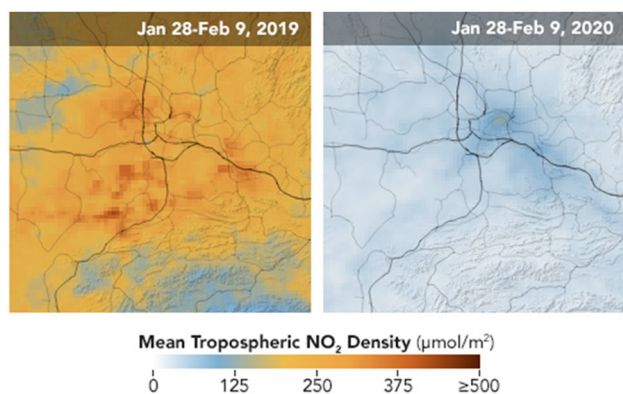 Jan 28-Feb 9, 2019
Jan 28-Feb 9, 2020
Mean Tropospheric NO₂ Density (μmol/m²)
0 125 250 375 ≥500